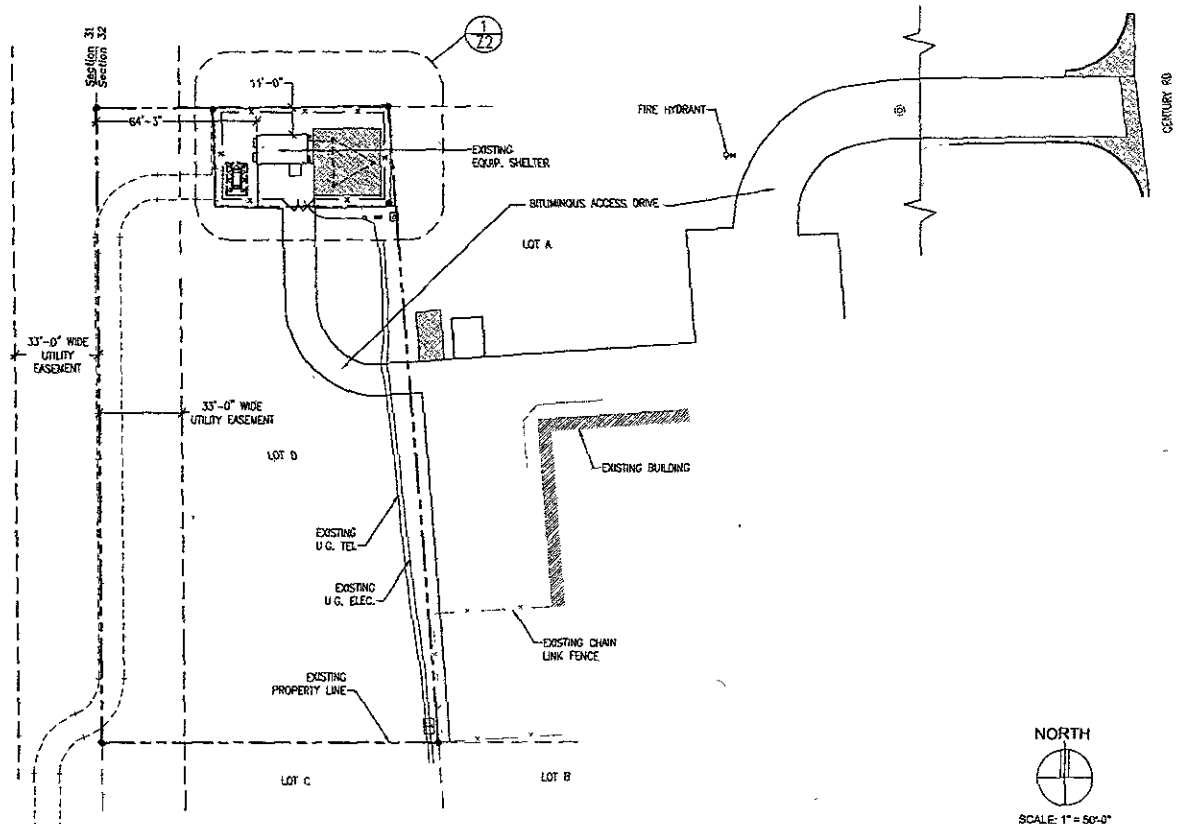 Section 31
Section 32
1
Z2
11'-0"
64'-3"
EXISTING
EQUIP. SHELTER
FIRE HYDRANT
CENTURY RD
BITUMINOUS ACCESS DRIVE
LOT A
33'-0" WIDE
UTILITY
EASEMENT
33'-0" WIDE
UTILITY EASEMENT
LOT D
EXISTING BUILDING
EXISTING
U.G. TEL
EXISTING
U.G. ELEC.
EXISTING CHAIN
LINK FENCE
EXISTING
PROPERTY LINE
LOT C
LOT B
NORTH
SCALE: 1" = 50'-0"